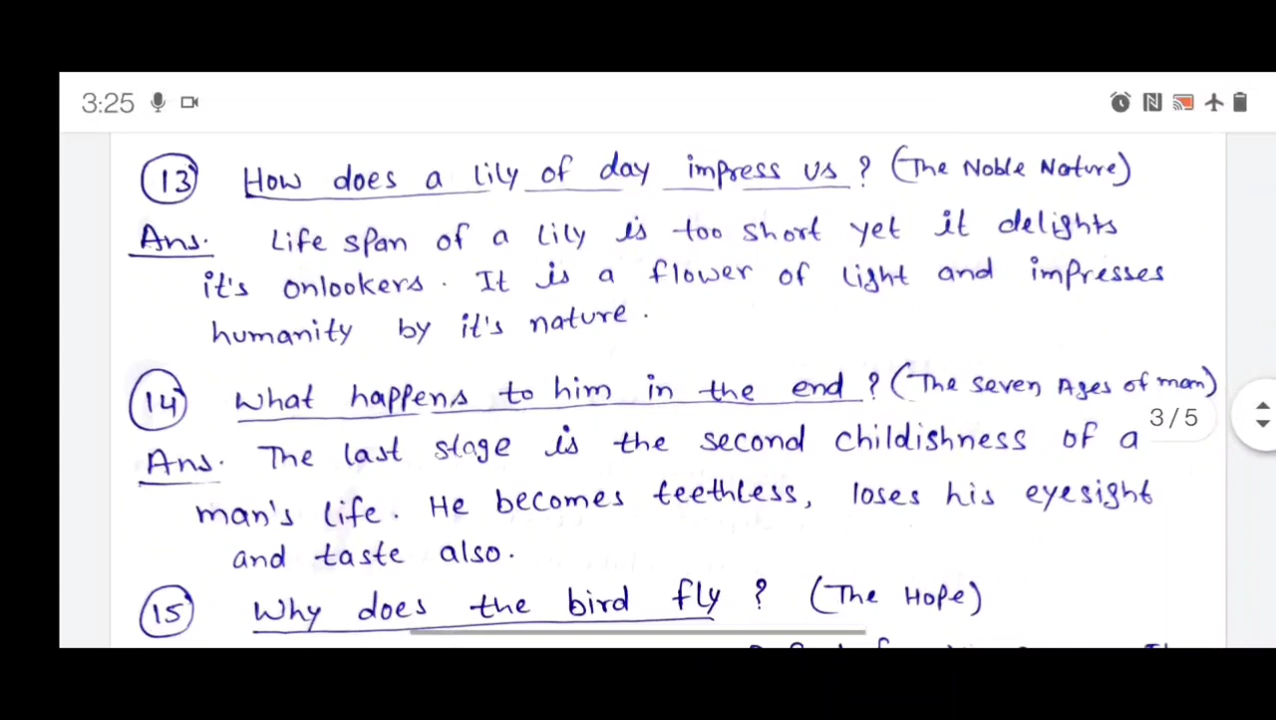 3:25
(13) How does a lily of day impress us ? (The Noble Nature)
Ans. Life span of a lily is too short yet it delights
it's onlookers. It is a flower of light and impresses
humanity by it's nature.
(14) What happens to him in the end ? (The seven Ages of man)
3/5
Ans. The last stage is the second childishness of a
man's life. He becomes teethless, loses his eyesight
and taste also.
(15) Why does the bird fly ? (The Hope)